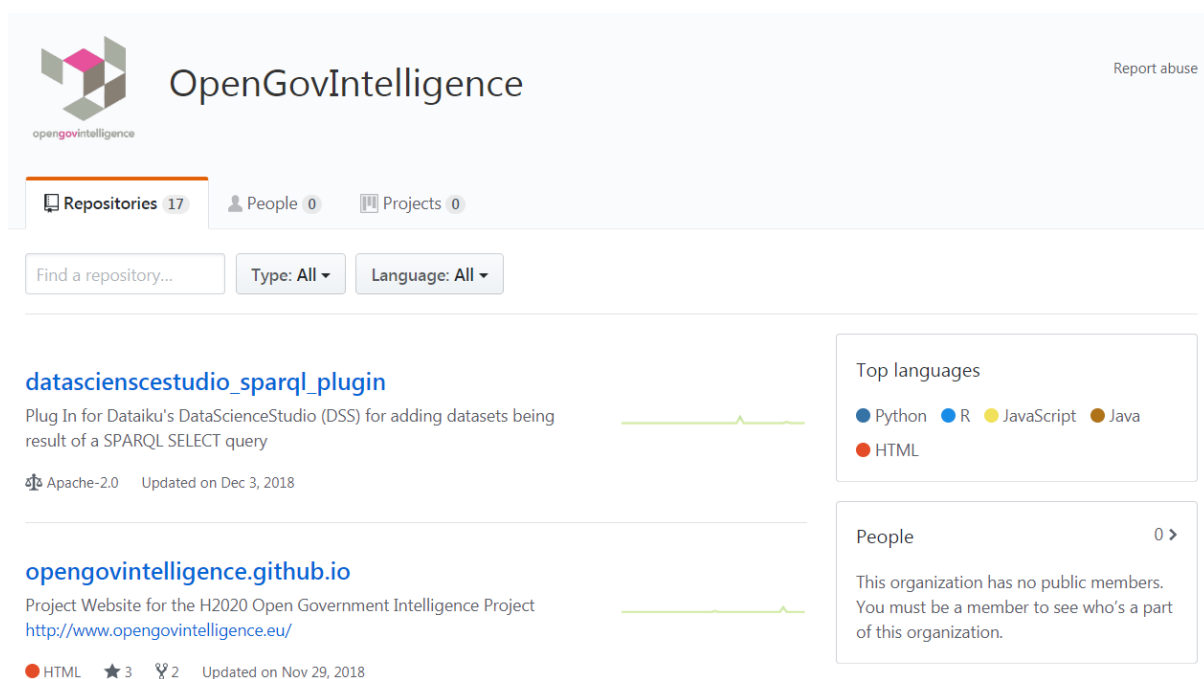 opengovintelligence
OpenGovIntelligence
Report abuse
Repositories 17
People 0
Projects 0
Find a repository...
Type: All
Language: All
datascienscestudio_sparql_plugin
Plug In for Dataiku's DataScienceStudio (DSS) for adding datasets being
result of a SPARQL SELECT query
Apache-2.0 Updated on Dec 3, 2018
opengovintelligence.github.io
Project Website for the H2020 Open Government Intelligence Project
http://www.opengovintelligence.eu/
HTML 3 2 Updated on Nov 29, 2018
Top languages
Python R JavaScript Java
HTML
People 0
This organization has no public members.
You must be a member to see who's a part
of this organization.